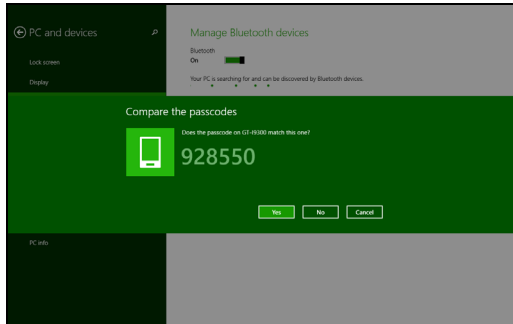 PC and devices
Manage Bluetooth devices
Bluetooth
On
Lock screen
Your PC is searching for and can be discovered by Bluetooth devices.
Display
Compare the passcodes
Does the passcode on GT-I9300 match this one?
928550
Yes No Cancel
PC info